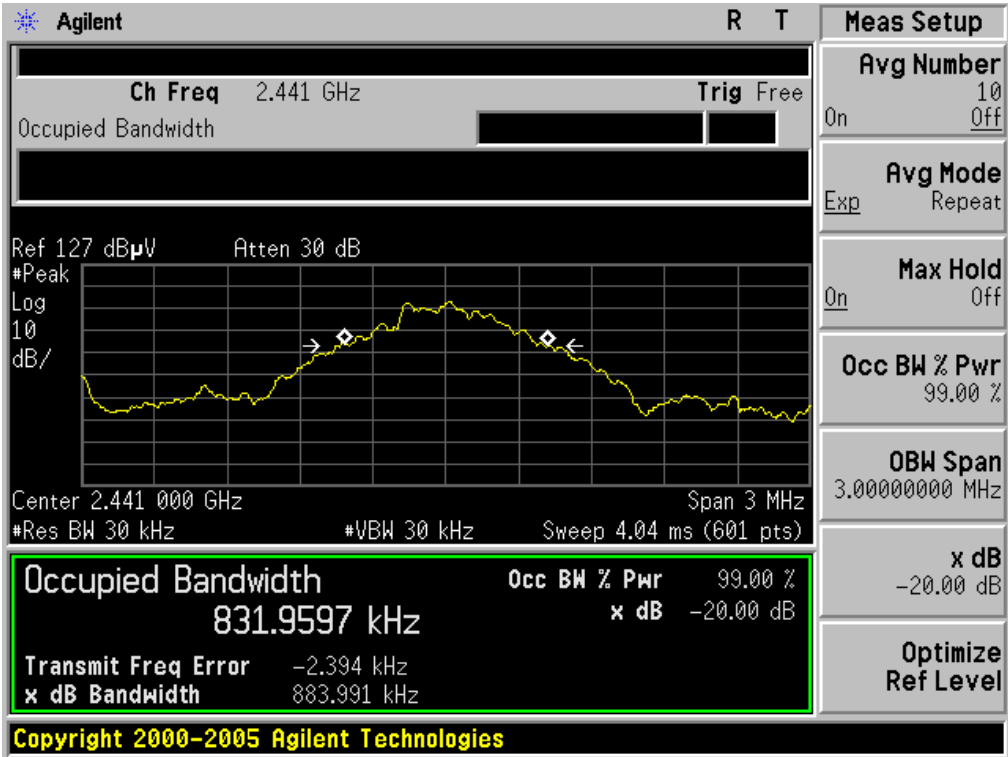 Agilent R T
Ch Freq 2.441 GHz Trig Free
Occupied Bandwidth
Ref 127 dBµV Atten 30 dB
#Peak
Log
10
dB/
Center 2.441 000 GHz Span 3 MHz
#Res BW 30 kHz #VBW 30 kHz Sweep 4.04 ms (601 pts)
Occupied Bandwidth Occ BW % Pwr 99.00 %
831.9597 kHz x dB -20.00 dB
Transmit Freq Error -2.394 kHz
x dB Bandwidth 883.991 kHz
Copyright 2000-2005 Agilent Technologies
Meas Setup
Avg Number
10
On Off
Avg Mode
Exp Repeat
Max Hold
On Off
Occ BW % Pwr
99.00 %
OBW Span
3.00000000 MHz
x dB
-20.00 dB
Optimize
Ref Level